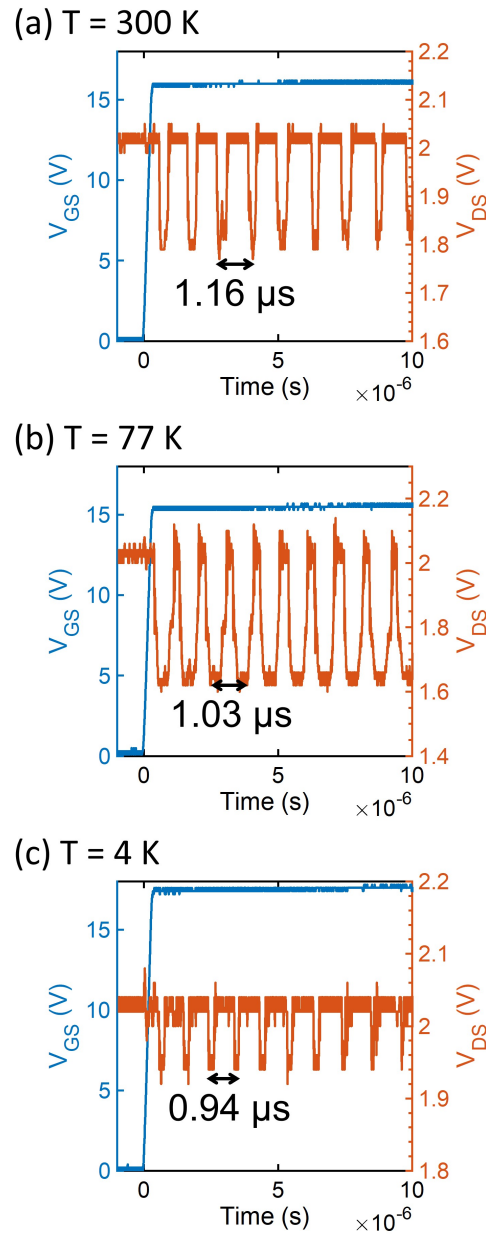 (a) T = 300 K
15
10
5
0
V_GS (V)
2.2
2.1
2
1.9
1.8
1.7
1.6
V_DS (V)
1.16 μs
0
5
10
Time (s)
×10^-6
(b) T = 77 K
15
10
5
0
V_GS (V)
2.2
2
1.8
1.6
1.4
V_DS (V)
1.03 μs
0
5
10
Time (s)
×10^-6
(c) T = 4 K
15
10
5
0
V_GS (V)
2.2
2.1
2
1.9
1.8
V_DS (V)
0.94 μs
0
5
10
Time (s)
×10^-6